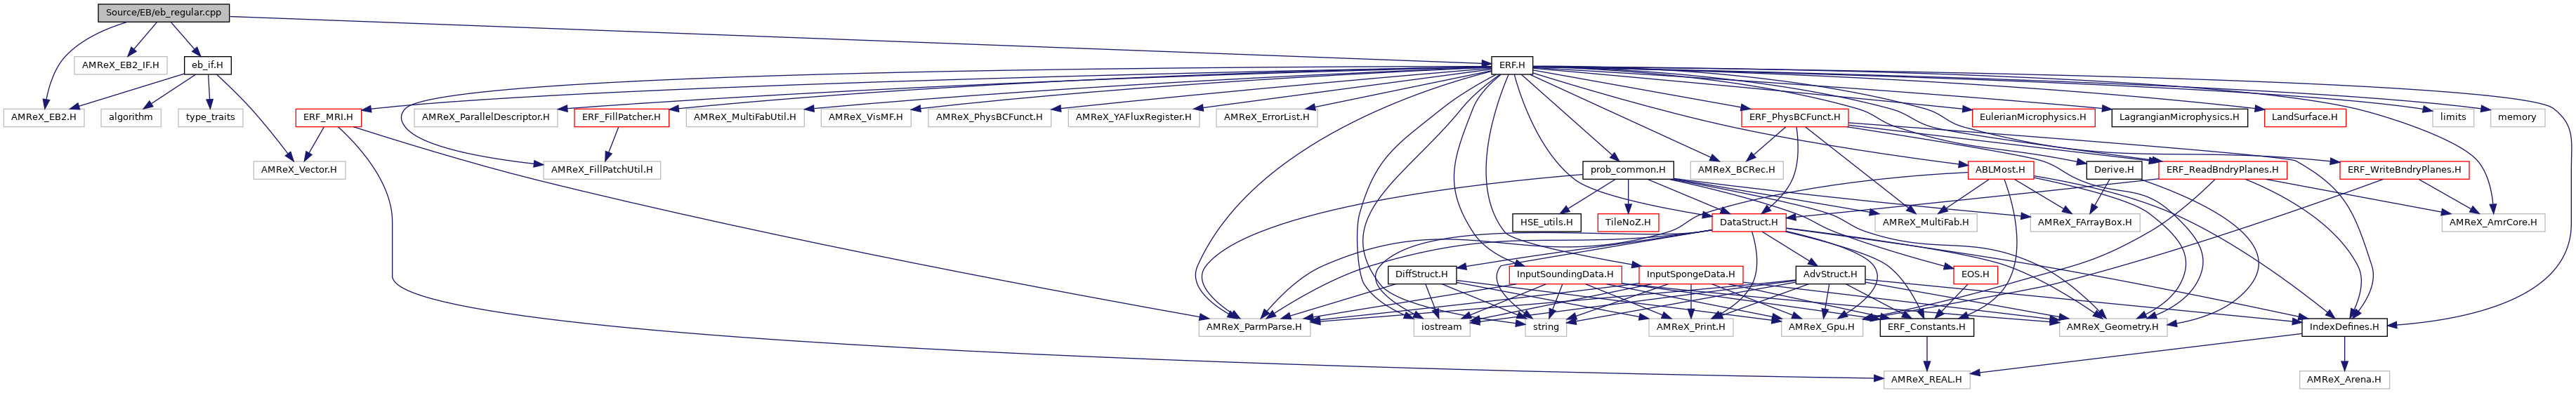 Source/EB/eb_regular.cpp
AMReX_EB2_IF.H
eb_if.H
ERF.H
AMReX_EB2.H
algorithm
type_traits
ERF_MRI.H
AMReX_ParallelDescriptor.H
ERF_FillPatcher.H
AMReX_MultiFabUtil.H
AMReX_VisMF.H
AMReX_PhysBCFunct.H
AMReX_YAFluxRegister.H
AMReX_ErrorList.H
ERF_PhysBCFunct.H
EulerianMicrophysics.H
LagrangianMicrophysics.H
LandSurface.H
limits
memory
AMReX_Vector.H
AMReX_FillPatchUtil.H
prob_common.H
AMReX_BCRec.H
ABLMost.H
Derive.H
ERF_ReadBndryPlanes.H
ERF_WriteBndryPlanes.H
HSE_utils.H
TileNoZ.H
DataStruct.H
AMReX_MultiFab.H
AMReX_FArrayBox.H
AMReX_AmrCore.H
DiffStruct.H
InputSoundingData.H
InputSpongeData.H
AdvStruct.H
EOS.H
AMReX_ParmParse.H
iostream
string
AMReX_Print.H
AMReX_Gpu.H
ERF_Constants.H
AMReX_Geometry.H
IndexDefines.H
AMReX_REAL.H
AMReX_Arena.H